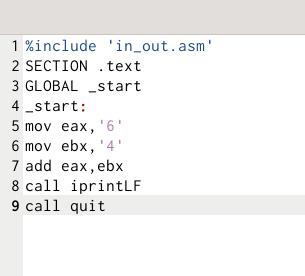 1 %include 'in_out.asm'
2 SECTION .text
3 GLOBAL _start
4 _start:
5 mov eax,'6'
6 mov ebx,'4'
7 add eax,ebx
8 call iprintLF
9 call quit